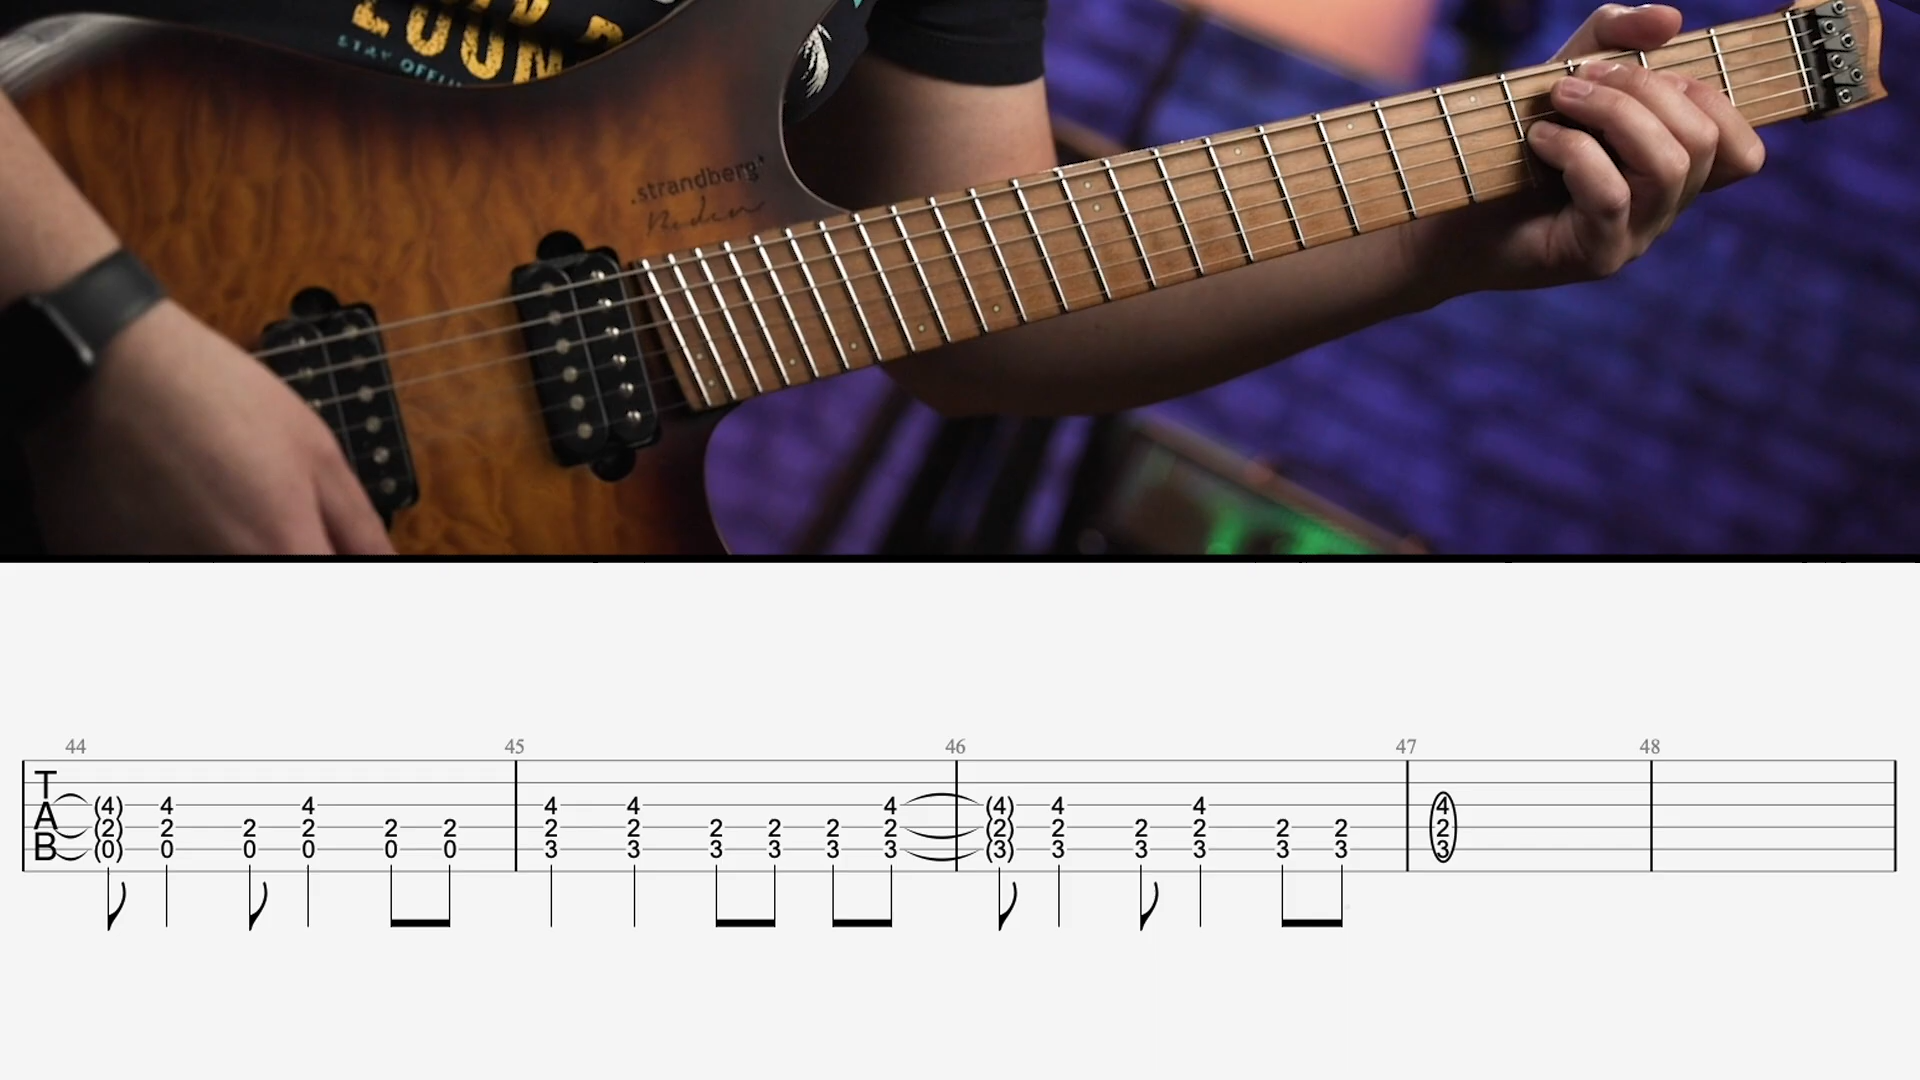 STAY OFFLI
.strandberg*
Boden
44 45 46 47 48
T (4) 4 4 4 4 4 (4) 4 4 4
A (2) 2 2 2 2 2 2 2 2 2 2 2 (2) 2 2 2 2 2 2
B (0) 0 0 0 0 0 3 3 3 3 3 3 (3) 3 3 3 3 3 3